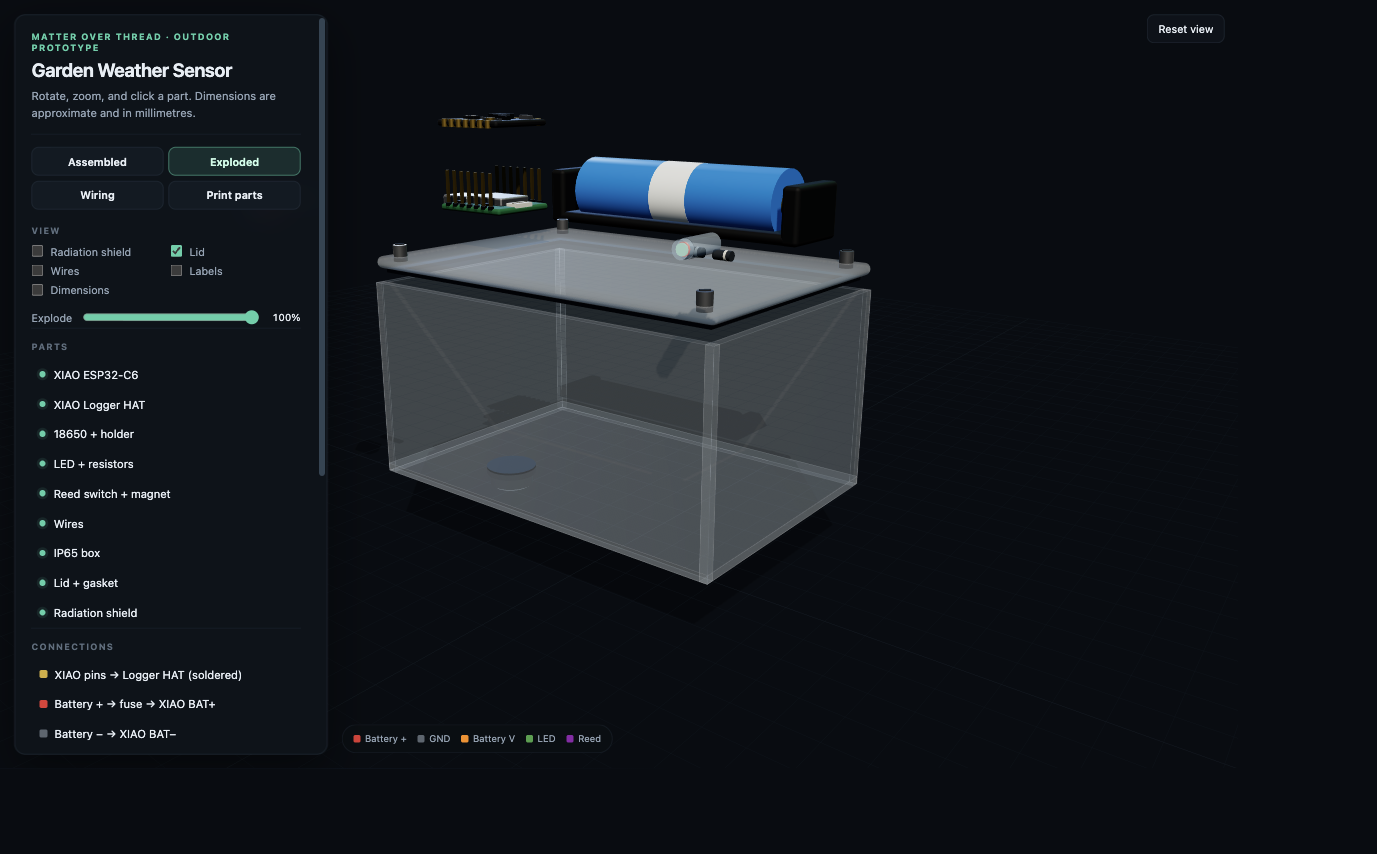 MATTER OVER THREAD · OUTDOOR
PROTOTYPE
Garden Weather Sensor
Rotate, zoom, and click a part. Dimensions are
approximate and in millimetres.
Assembled
Exploded
Wiring
Print parts
VIEW
Radiation shield
Lid
Wires
Labels
Dimensions
Explode
100%
PARTS
XIAO ESP32-C6
XIAO Logger HAT
18650 + holder
LED + resistors
Reed switch + magnet
Wires
IP65 box
Lid + gasket
Radiation shield
CONNECTIONS
XIAO pins → Logger HAT (soldered)
Battery + → fuse → XIAO BAT+
Battery − → XIAO BAT−
Reset view
Battery +
GND
Battery V
LED
Reed